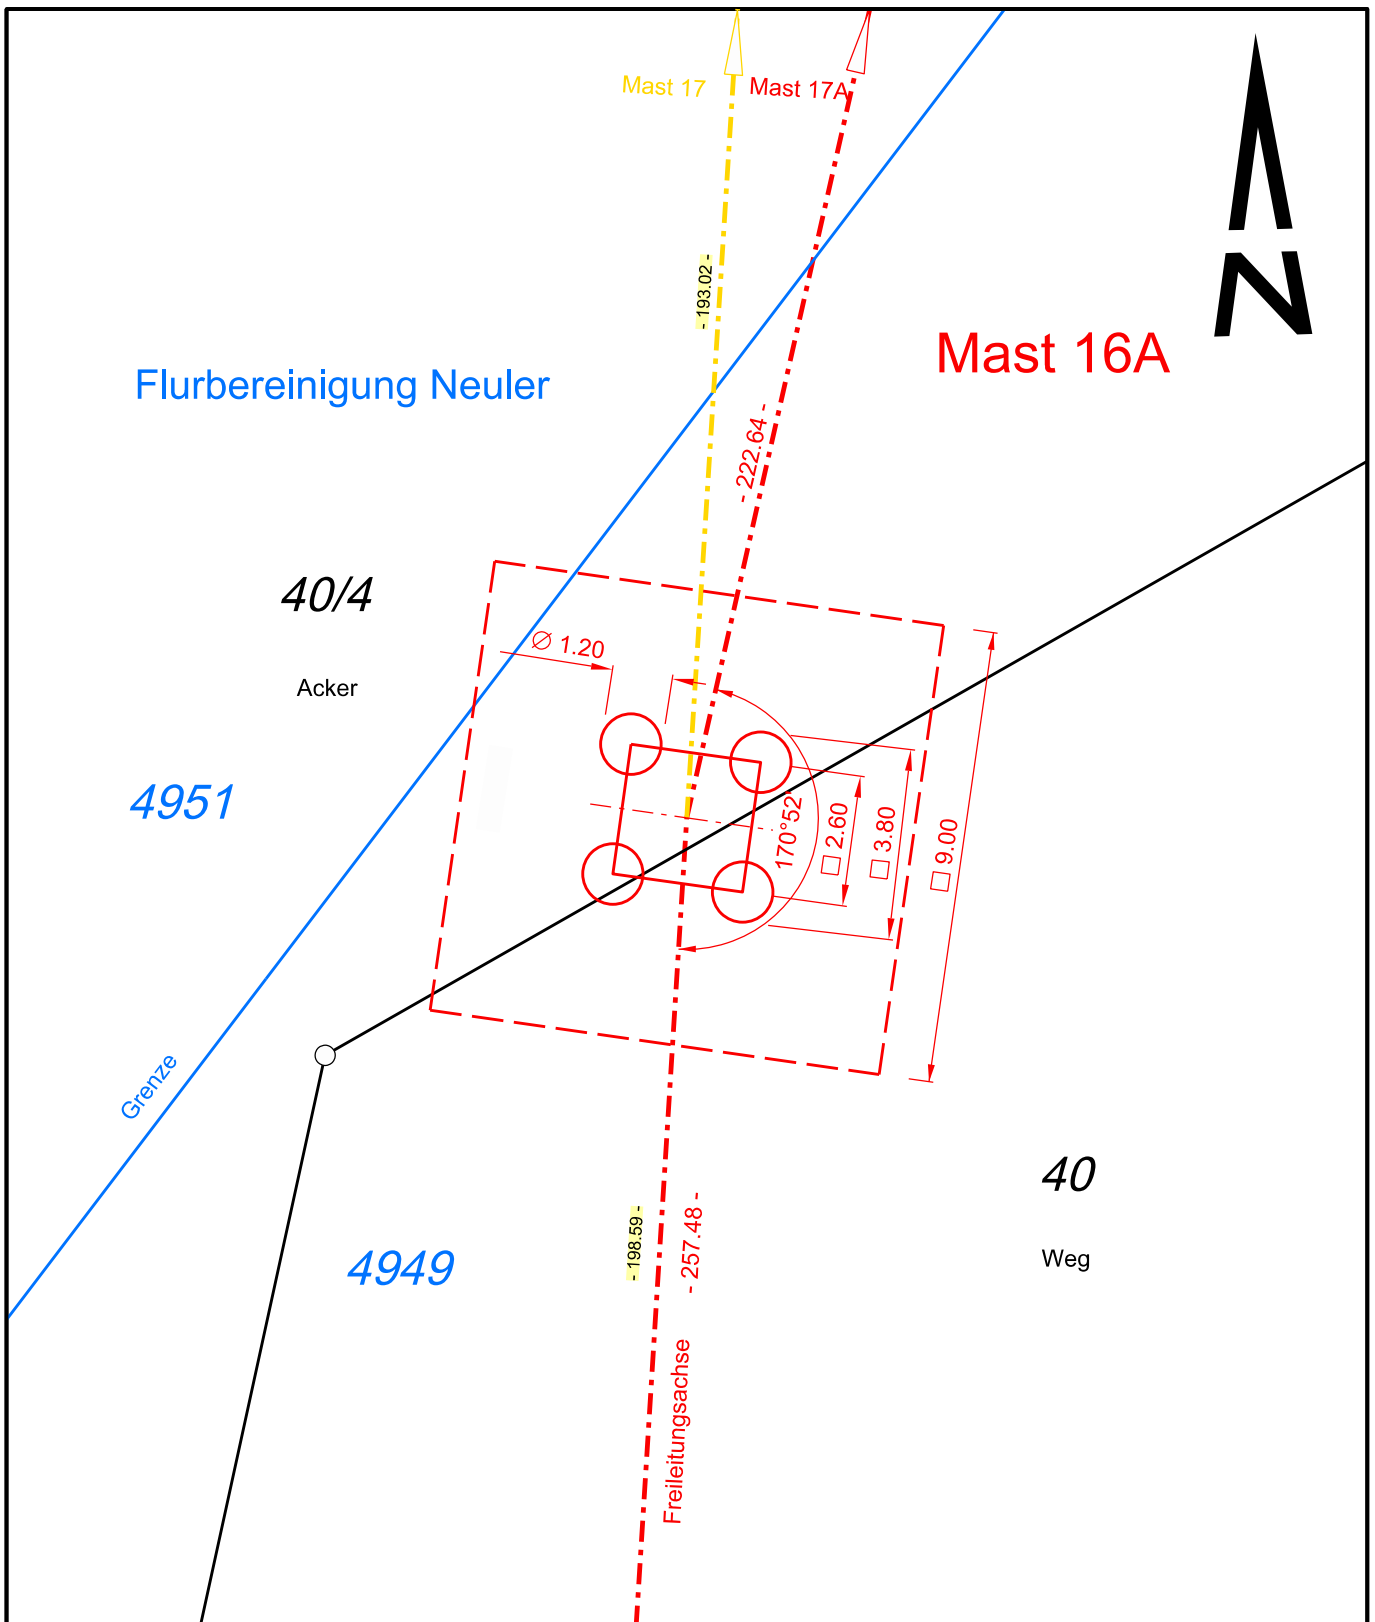 Mast 17
Mast 17A
N
- 193.02 -
Mast 16A
Flurbereinigung Neuler
- 222.64 -
40/4
Ø 1.20
Acker
4951
170°52'
□ 2.60
□ 3.80
□ 9.00
Grenze
40
- 198.59 -
- 257.48 -
4949
Weg
Freileitungsachse